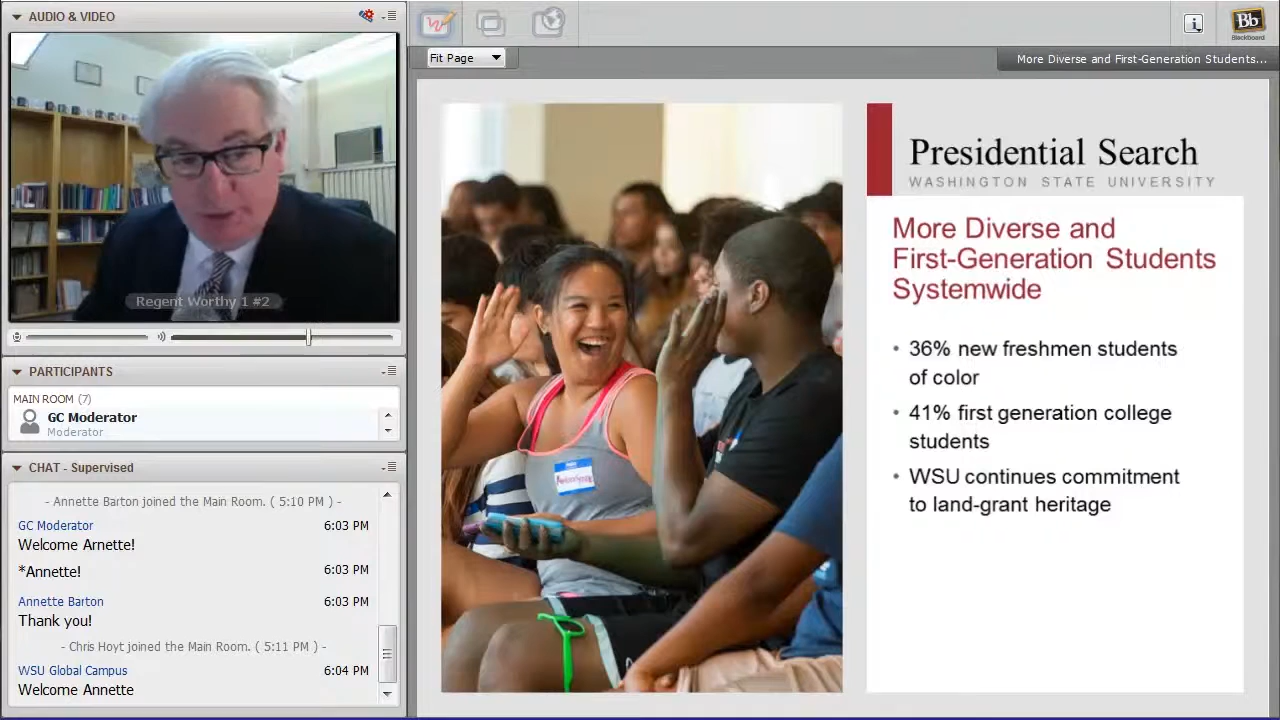 AUDIO & VIDEO
Regent Worthy 1 #2
PARTICIPANTS
MAIN ROOM (7)
GC Moderator
Moderator
CHAT - Supervised
- Annette Barton joined the Main Room. ( 5:10 PM ) -
GC Moderator 6:03 PM
Welcome Arnette!
*Annette! 6:03 PM
Annette Barton 6:03 PM
Thank you!
- Chris Hoyt joined the Main Room. ( 5:11 PM ) -
WSU Global Campus 6:04 PM
Welcome Annette
Bb
Blackboard
Fit Page
More Diverse and First-Generation Students...
Presidential Search
WASHINGTON STATE UNIVERSITY
More Diverse and
First-Generation Students
Systemwide
• 36% new freshmen students
of color
• 41% first generation college
students
• WSU continues commitment
to land-grant heritage